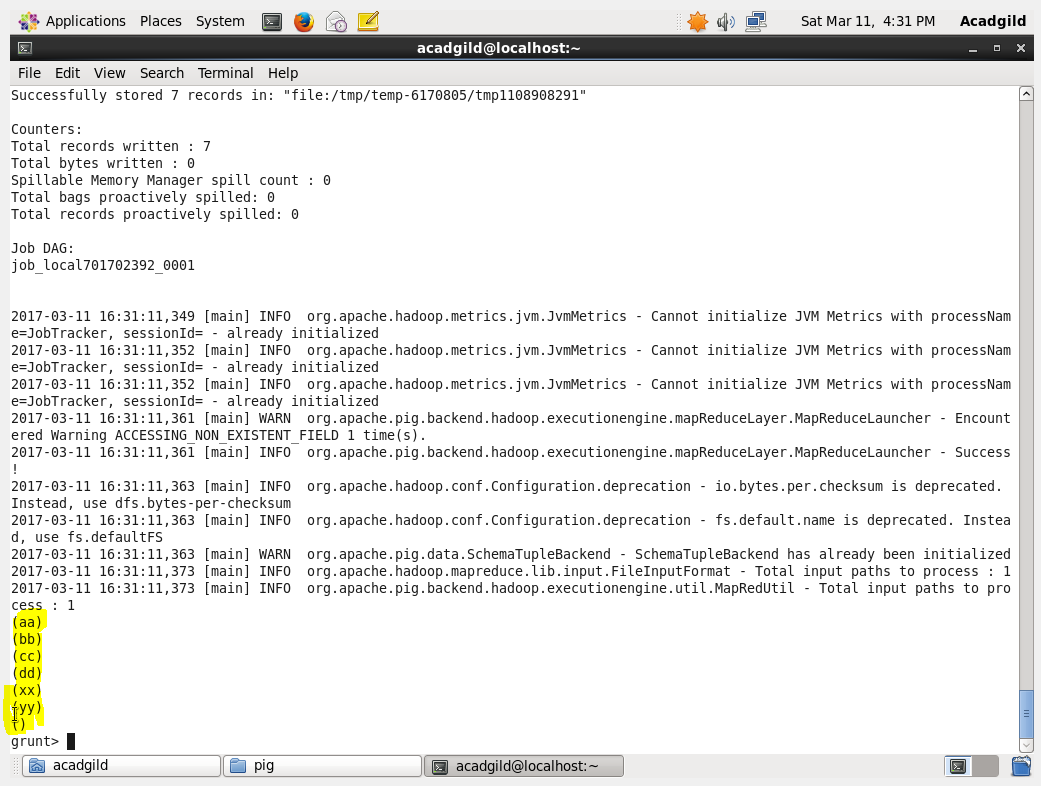 Applications Places System Sat Mar 11, 4:31 PM Acadgild
acadgild@localhost:~
File Edit View Search Terminal Help
Successfully stored 7 records in: "file:/tmp/temp-6170805/tmp1108908291"
Counters:
Total records written : 7
Total bytes written : 0
Spillable Memory Manager spill count : 0
Total bags proactively spilled: 0
Total records proactively spilled: 0
Job DAG:
job_local701702392_0001
2017-03-11 16:31:11,349 [main] INFO  org.apache.hadoop.metrics.jvm.JvmMetrics - Cannot initialize JVM Metrics with processNam
e=JobTracker, sessionId= - already initialized
2017-03-11 16:31:11,352 [main] INFO  org.apache.hadoop.metrics.jvm.JvmMetrics - Cannot initialize JVM Metrics with processNam
e=JobTracker, sessionId= - already initialized
2017-03-11 16:31:11,352 [main] INFO  org.apache.hadoop.metrics.jvm.JvmMetrics - Cannot initialize JVM Metrics with processNam
e=JobTracker, sessionId= - already initialized
2017-03-11 16:31:11,361 [main] WARN  org.apache.pig.backend.hadoop.executionengine.mapReduceLayer.MapReduceLauncher - Encount
ered Warning ACCESSING_NON_EXISTENT_FIELD 1 time(s).
2017-03-11 16:31:11,361 [main] INFO  org.apache.pig.backend.hadoop.executionengine.mapReduceLayer.MapReduceLauncher - Success
!
2017-03-11 16:31:11,363 [main] INFO  org.apache.hadoop.conf.Configuration.deprecation - io.bytes.per.checksum is deprecated.
Instead, use dfs.bytes-per-checksum
2017-03-11 16:31:11,363 [main] INFO  org.apache.hadoop.conf.Configuration.deprecation - fs.default.name is deprecated. Instea
d, use fs.defaultFS
2017-03-11 16:31:11,363 [main] WARN  org.apache.pig.data.SchemaTupleBackend - SchemaTupleBackend has already been initialized
2017-03-11 16:31:11,373 [main] INFO  org.apache.hadoop.mapreduce.lib.input.FileInputFormat - Total input paths to process : 1
2017-03-11 16:31:11,373 [main] INFO  org.apache.pig.backend.hadoop.executionengine.util.MapRedUtil - Total input paths to pro
cess : 1
(aa)
(bb)
(cc)
(dd)
(xx)
(yy)
()
grunt>
acadgild pig acadgild@localhost:~